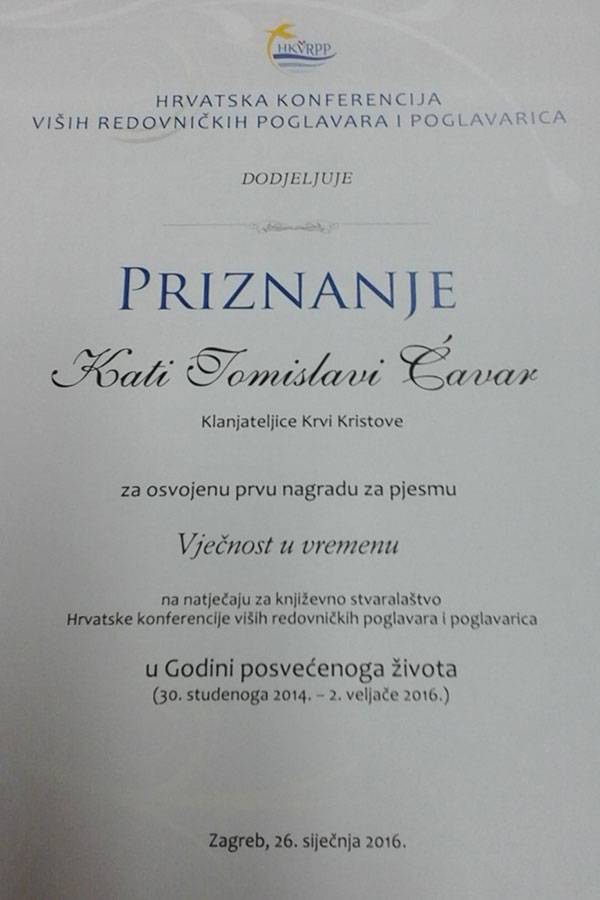 HKVRPP
HRVATSKA KONFERENCIJA
VIŠIH REDOVNIČKIH POGLAVARA I POGLAVARICA
DODJELJUJE
PRIZNANJE
Kati Tomislavi Ćavar
Klanjateljice Krvi Kristove
za osvojenu prvu nagradu za pjesmu
Vječnost u vremenu
na natječaju za književno stvaralaštvo
Hrvatske konferencije viših redovničkih poglavara i poglavarica
u Godini posvećenoga života
(30. studenoga 2014. – 2. veljače 2016.)
Zagreb, 26. siječnja 2016.